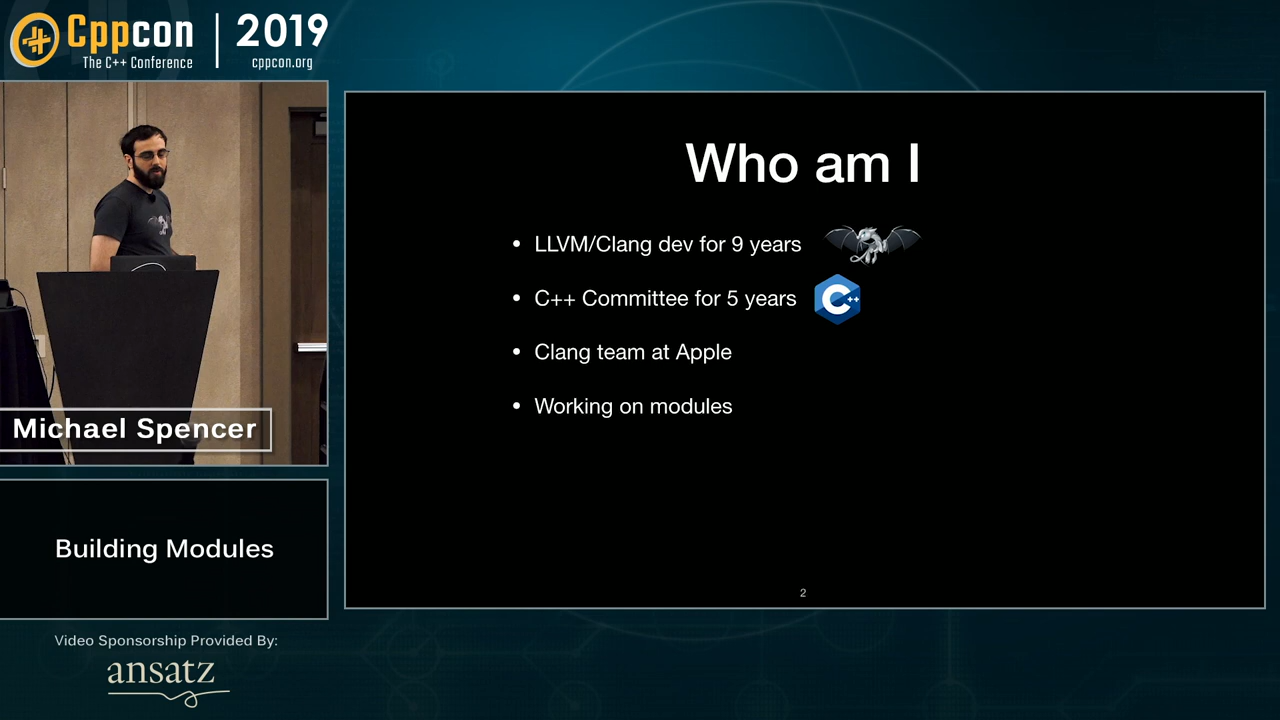 Cppcon
The C++ Conference
2019
cppcon.org
Michael Spencer
Building Modules
Video Sponsorship Provided By:
ansatz
Who am I
• LLVM/Clang dev for 9 years
• C++ Committee for 5 years
C++
• Clang team at Apple
• Working on modules
2